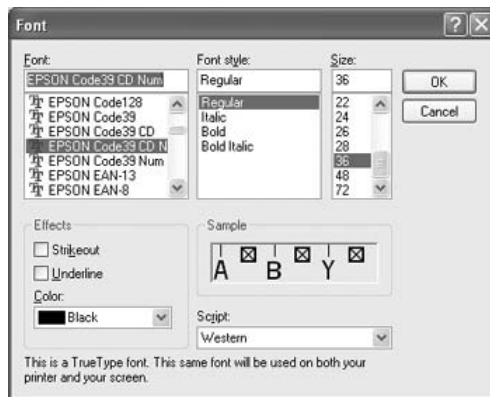 Font
Font: Font style: Size:
EPSON Code39 CD Num Regular 36 OK
EPSON Code128 Regular 22 Cancel
EPSON Code39 Italic 24
EPSON Code39 CD Bold 26
EPSON Code39 CD N Bold Italic 28
EPSON Code39 Num 36
EPSON EAN-13 48
EPSON EAN-8 72
Effects Sample
Strikeout
Underline
A B Y
Color:
Black
Script:
Western
This is a TrueType font. This same font will be used on both your
printer and your screen.